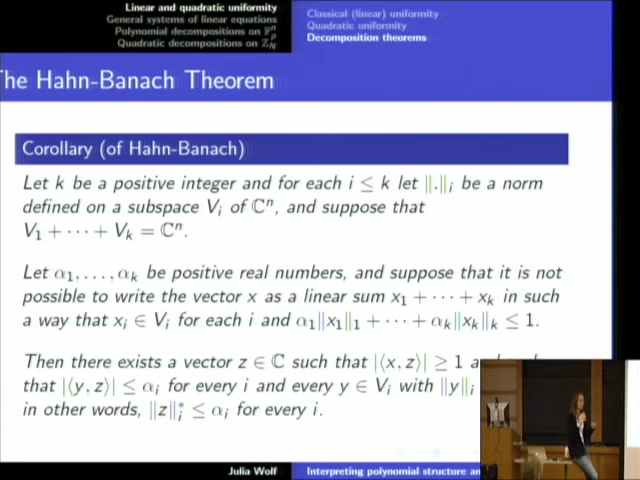 Linear and quadratic uniformity
General systems of linear equations
Polynomial decompositions on 𝔽ₚⁿ
Quadratic decompositions on ℤ_N
Classical (linear) uniformity
Quadratic uniformity
Decomposition theorems
The Hahn-Banach Theorem
Corollary (of Hahn-Banach)
Let k be a positive integer and for each i ≤ k let ‖.‖ᵢ be a norm
defined on a subspace Vᵢ of ℂⁿ, and suppose that
V₁ + ··· + Vₖ = ℂⁿ.
Let α₁, . . . , αₖ be positive real numbers, and suppose that it is not
possible to write the vector x as a linear sum x₁ + ··· + xₖ in such
a way that xᵢ ∈ Vᵢ for each i and α₁‖x₁‖₁ + ··· + αₖ‖xₖ‖ₖ ≤ 1.
Then there exists a vector z ∈ ℂ such that |⟨x, z⟩| ≥ 1
that |⟨y, z⟩| ≤ αᵢ for every i and every y ∈ Vᵢ with ‖y‖ᵢ
in other words, ‖z‖ᵢ* ≤ αᵢ for every i.
Julia Wolf
Interpreting polynomial structure an